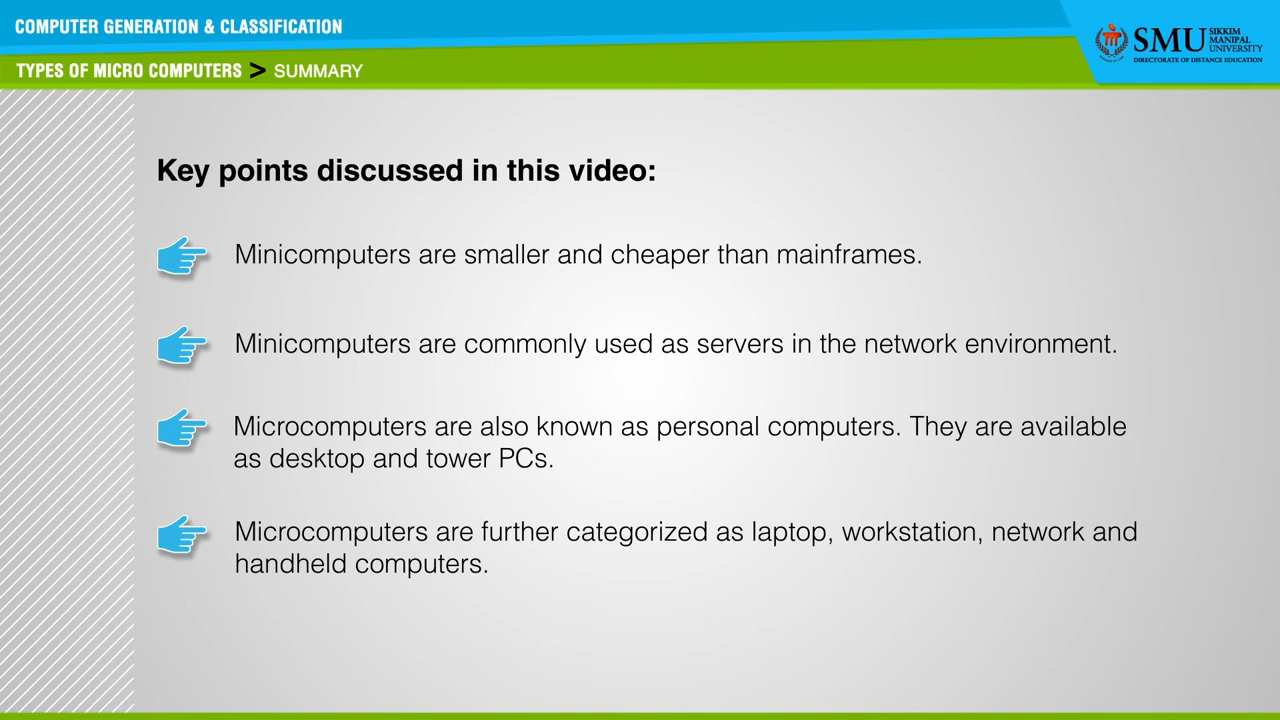 COMPUTER GENERATION & CLASSIFICATION
TYPES OF MICRO COMPUTERS > SUMMARY
SMU SIKKIM
MANIPAL
UNIVERSITY
DIRECTORATE OF DISTANCE EDUCATION
Key points discussed in this video:
Minicomputers are smaller and cheaper than mainframes.
Minicomputers are commonly used as servers in the network environment.
Microcomputers are also known as personal computers. They are available
as desktop and tower PCs.
Microcomputers are further categorized as laptop, workstation, network and
handheld computers.